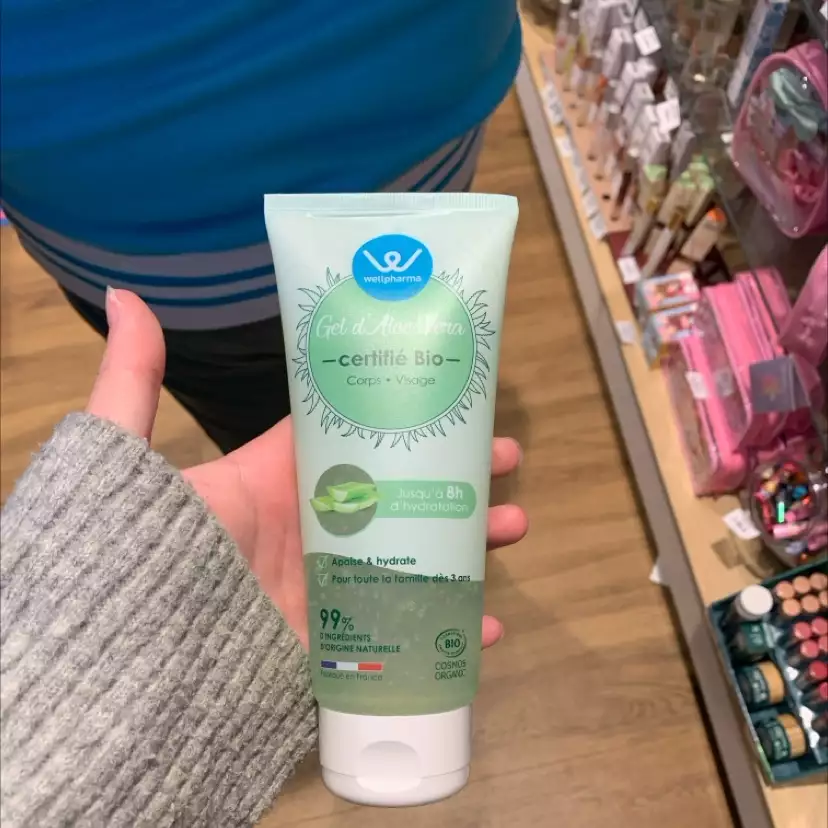 wellpharma
Gel d'Aloe Vera
certifié Bio
Corps • Visage
Jusqu'à 8h
d'hydratation
Apaise & hydrate
Pour toute la famille dès 3 ans
99%
D'INGRÉDIENTS
D'ORIGINE NATURELLE
Fabriqué en France
BIO
COSMOS
ORGANIC